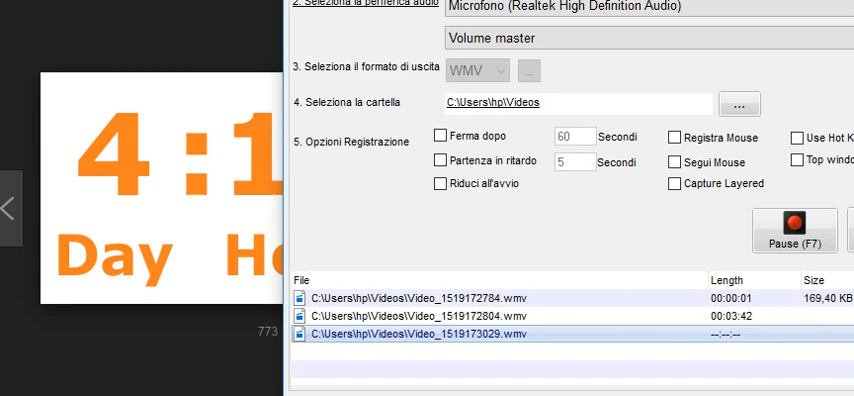 2. Seleziona la periferica audio
Microfono (Realtek High Definition Audio)
Volume master
3. Seleziona il formato di uscita
WMV
...
4. Seleziona la cartella
C:\Users\hp\Videos
...
5. Opzioni Registrazione
Ferma dopo
60
Secondi
Registra Mouse
Use Hot K
Partenza in ritardo
5
Secondi
Segui Mouse
Top windo
Riduci all'avvio
Capture Layered
Pause (F7)
File
Length
Size
C:\Users\hp\Videos\Video_1519172784.wmv
00:00:01
169,40 KB
C:\Users\hp\Videos\Video_1519172804.wmv
00:03:42
C:\Users\hp\Videos\Video_1519173029.wmv
--:--:--
4:1
Day He
773